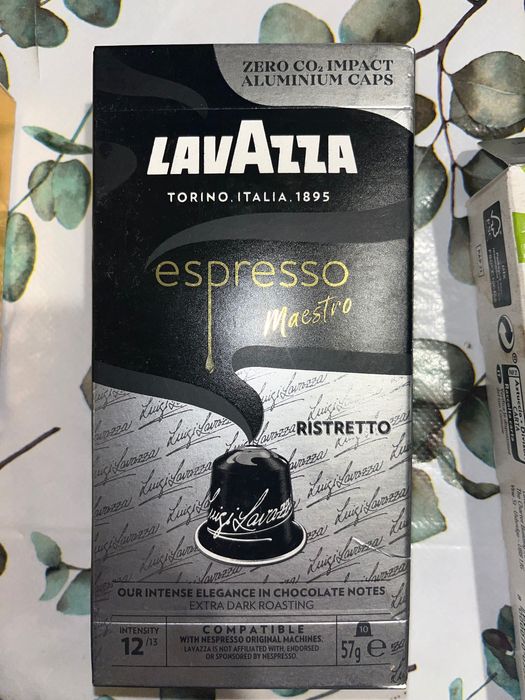 ZERO CO₂ IMPACT
ALUMINIUM CAPS
LAVAZZA
TORINO, ITALIA, 1895
espresso
Maestro
RISTRETTO
Luigi Lavazza
OUR INTENSE ELEGANCE IN CHOCOLATE NOTES
EXTRA DARK ROASTING
INTENSITY
12/13
COMPATIBLE
WITH NESPRESSO ORIGINAL MACHINES.
LAVAZZA IS NOT AFFILIATED WITH, ENDORSED
OR SPONSORED BY NESPRESSO.
10
57g e